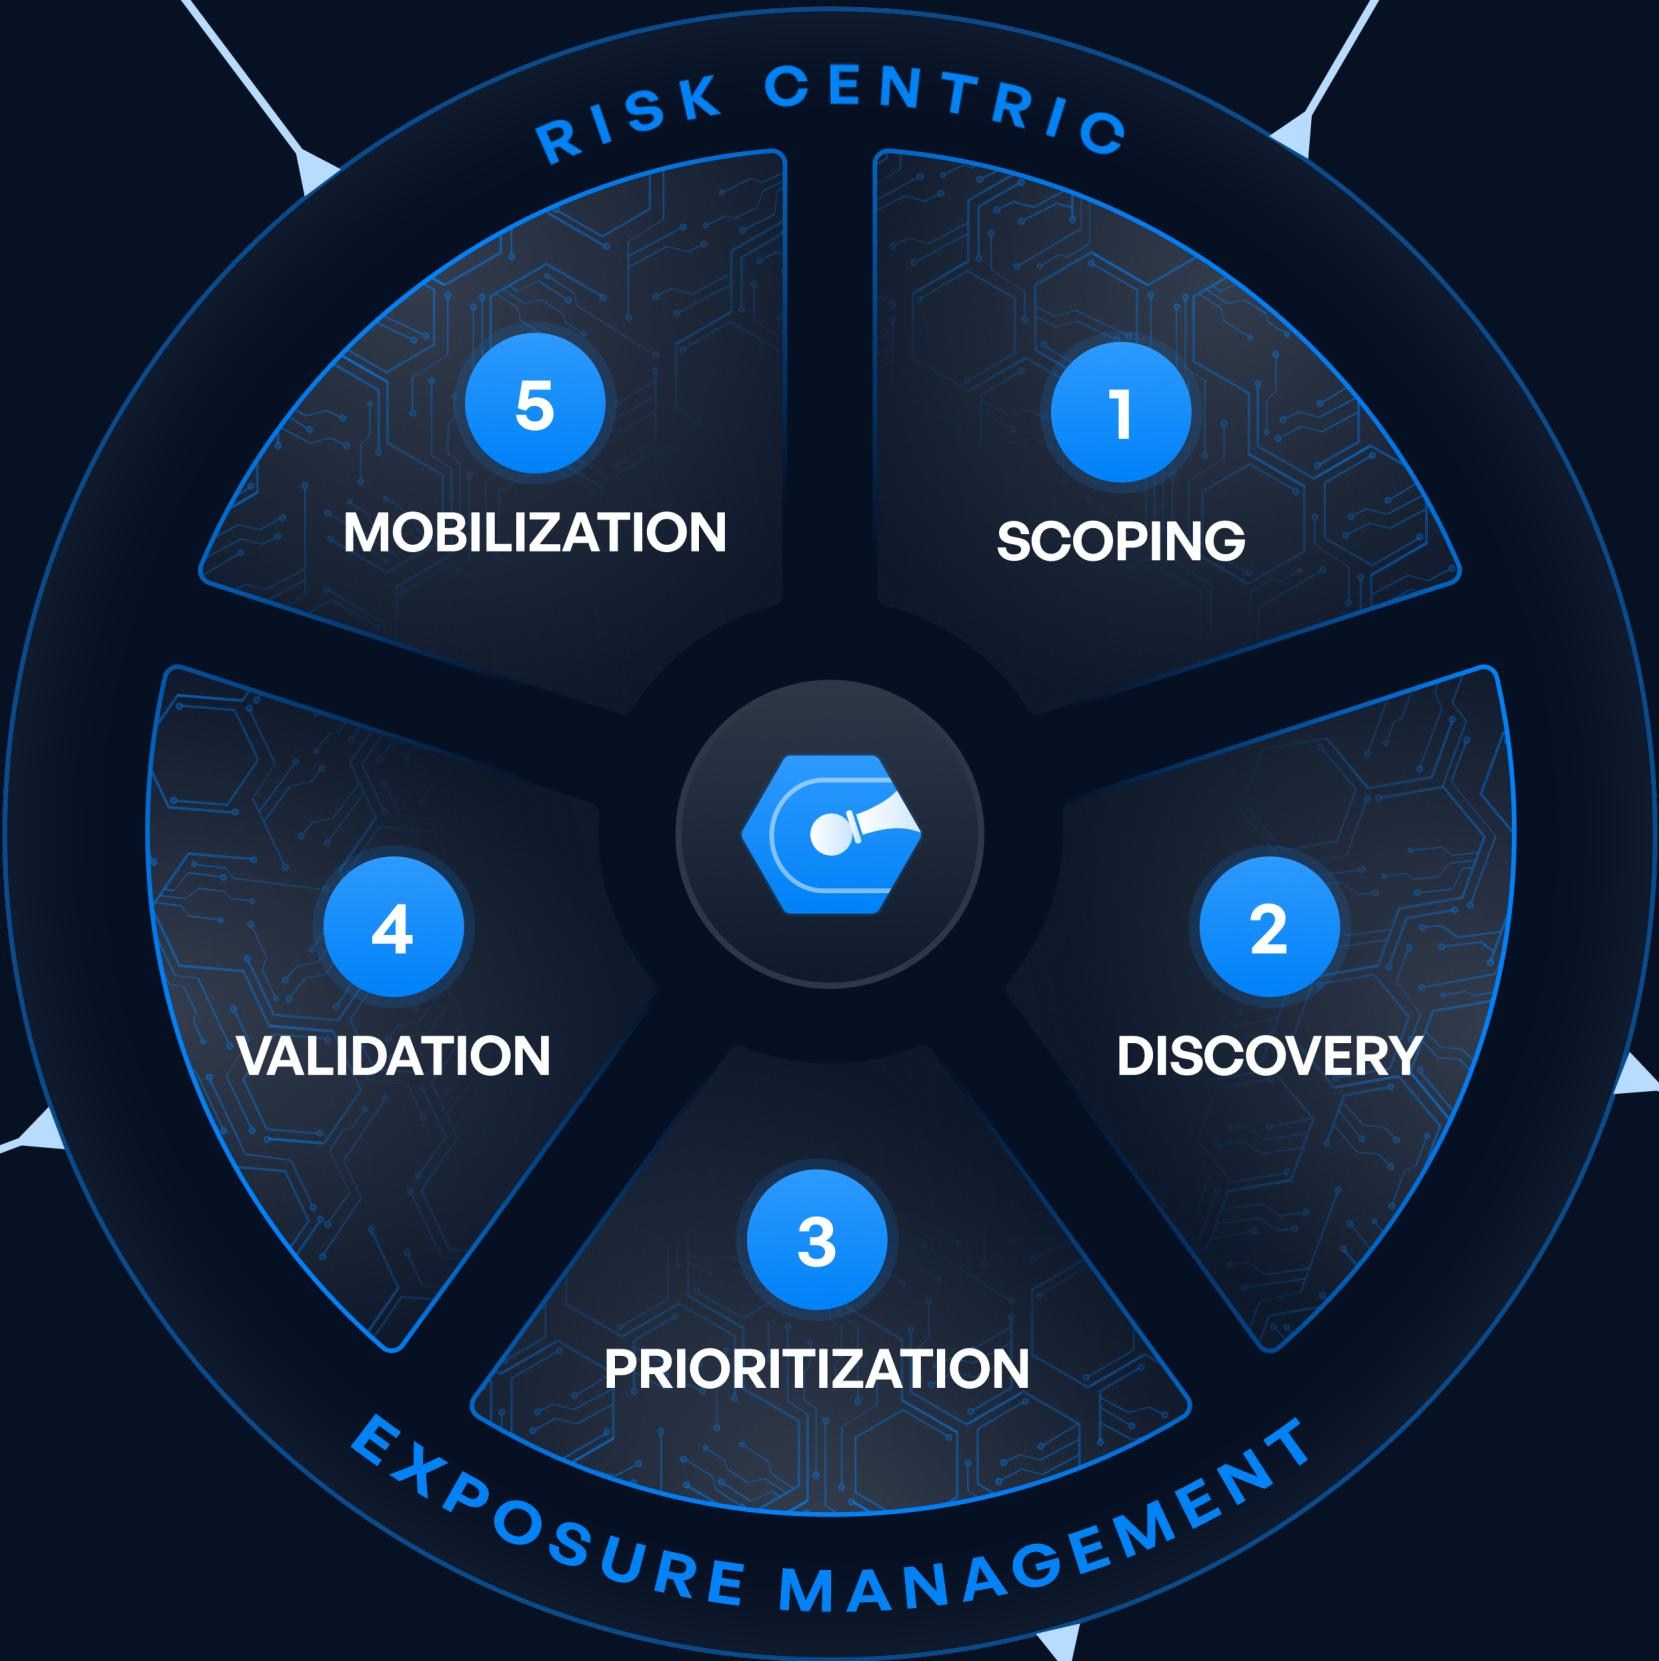 RISK CENTRIC
5
MOBILIZATION
1
SCOPING
4
VALIDATION
2
DISCOVERY
3
PRIORITIZATION
EXPOSURE MANAGEMENT